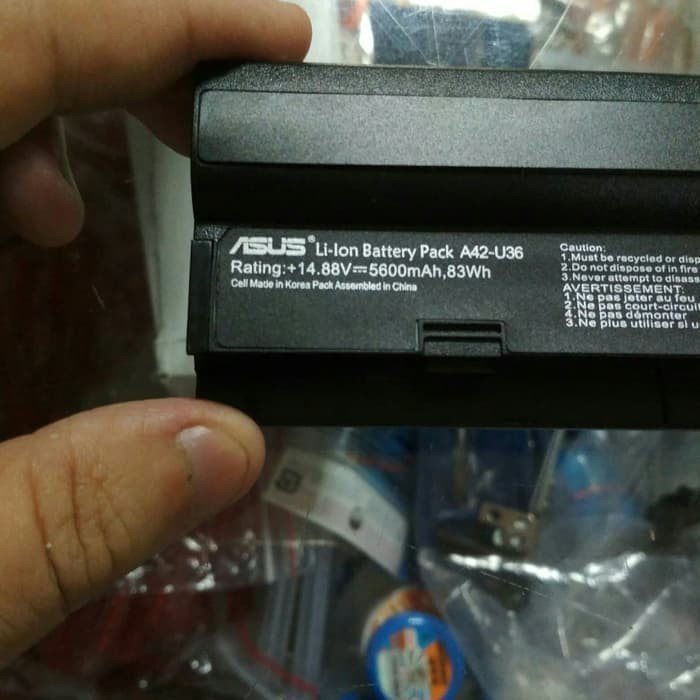 ASUS® Li-Ion Battery Pack A42-U36
Rating:+14.88V⎓5600mAh,83Wh
Cell Made in Korea Pack Assembled in China
Caution:
1.Must be recycled or disp
2.Do not dispose of in fire
3.Never attempt to disass
AVERTISSEMENT:
1.Ne pas jeter au feu
2.Ne pas court-circui
4.Ne pas démonter
3.Ne plus utiliser si u